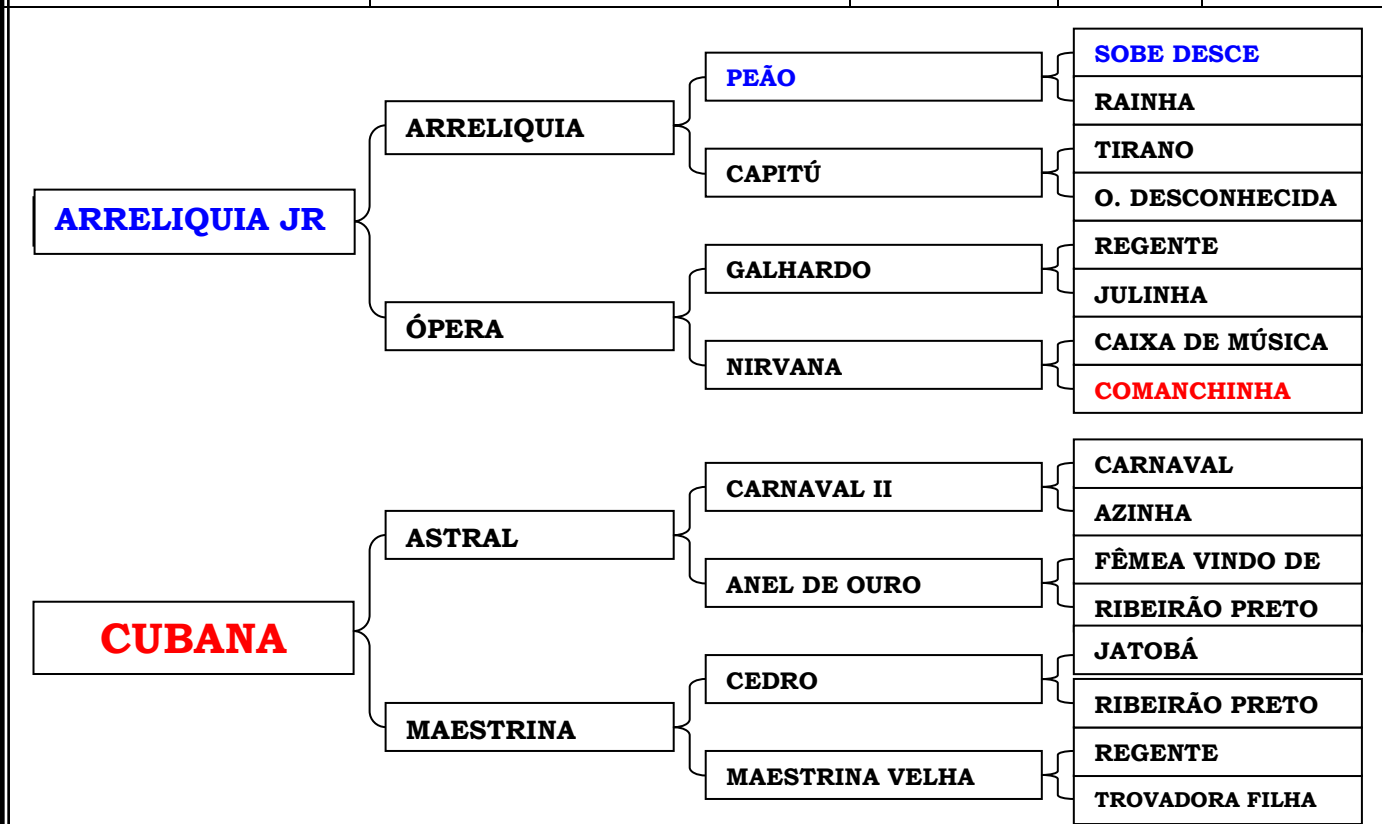 ARRELIQUIA JR
ARRELIQUIA
ÓPERA
PEÃO
CAPITÚ
GALHARDO
NIRVANA
SOBE DESCE
RAINHA
TIRANO
O. DESCONHECIDA
REGENTE
JULINHA
CAIXA DE MÚSICA
COMANCHINHA
CUBANA
ASTRAL
MAESTRINA
CARNAVAL II
ANEL DE OURO
CEDRO
MAESTRINA VELHA
CARNAVAL
AZINHA
FÊMEA VINDO DE
RIBEIRÃO PRETO
JATOBÁ
RIBEIRÃO PRETO
REGENTE
TROVADORA FILHA